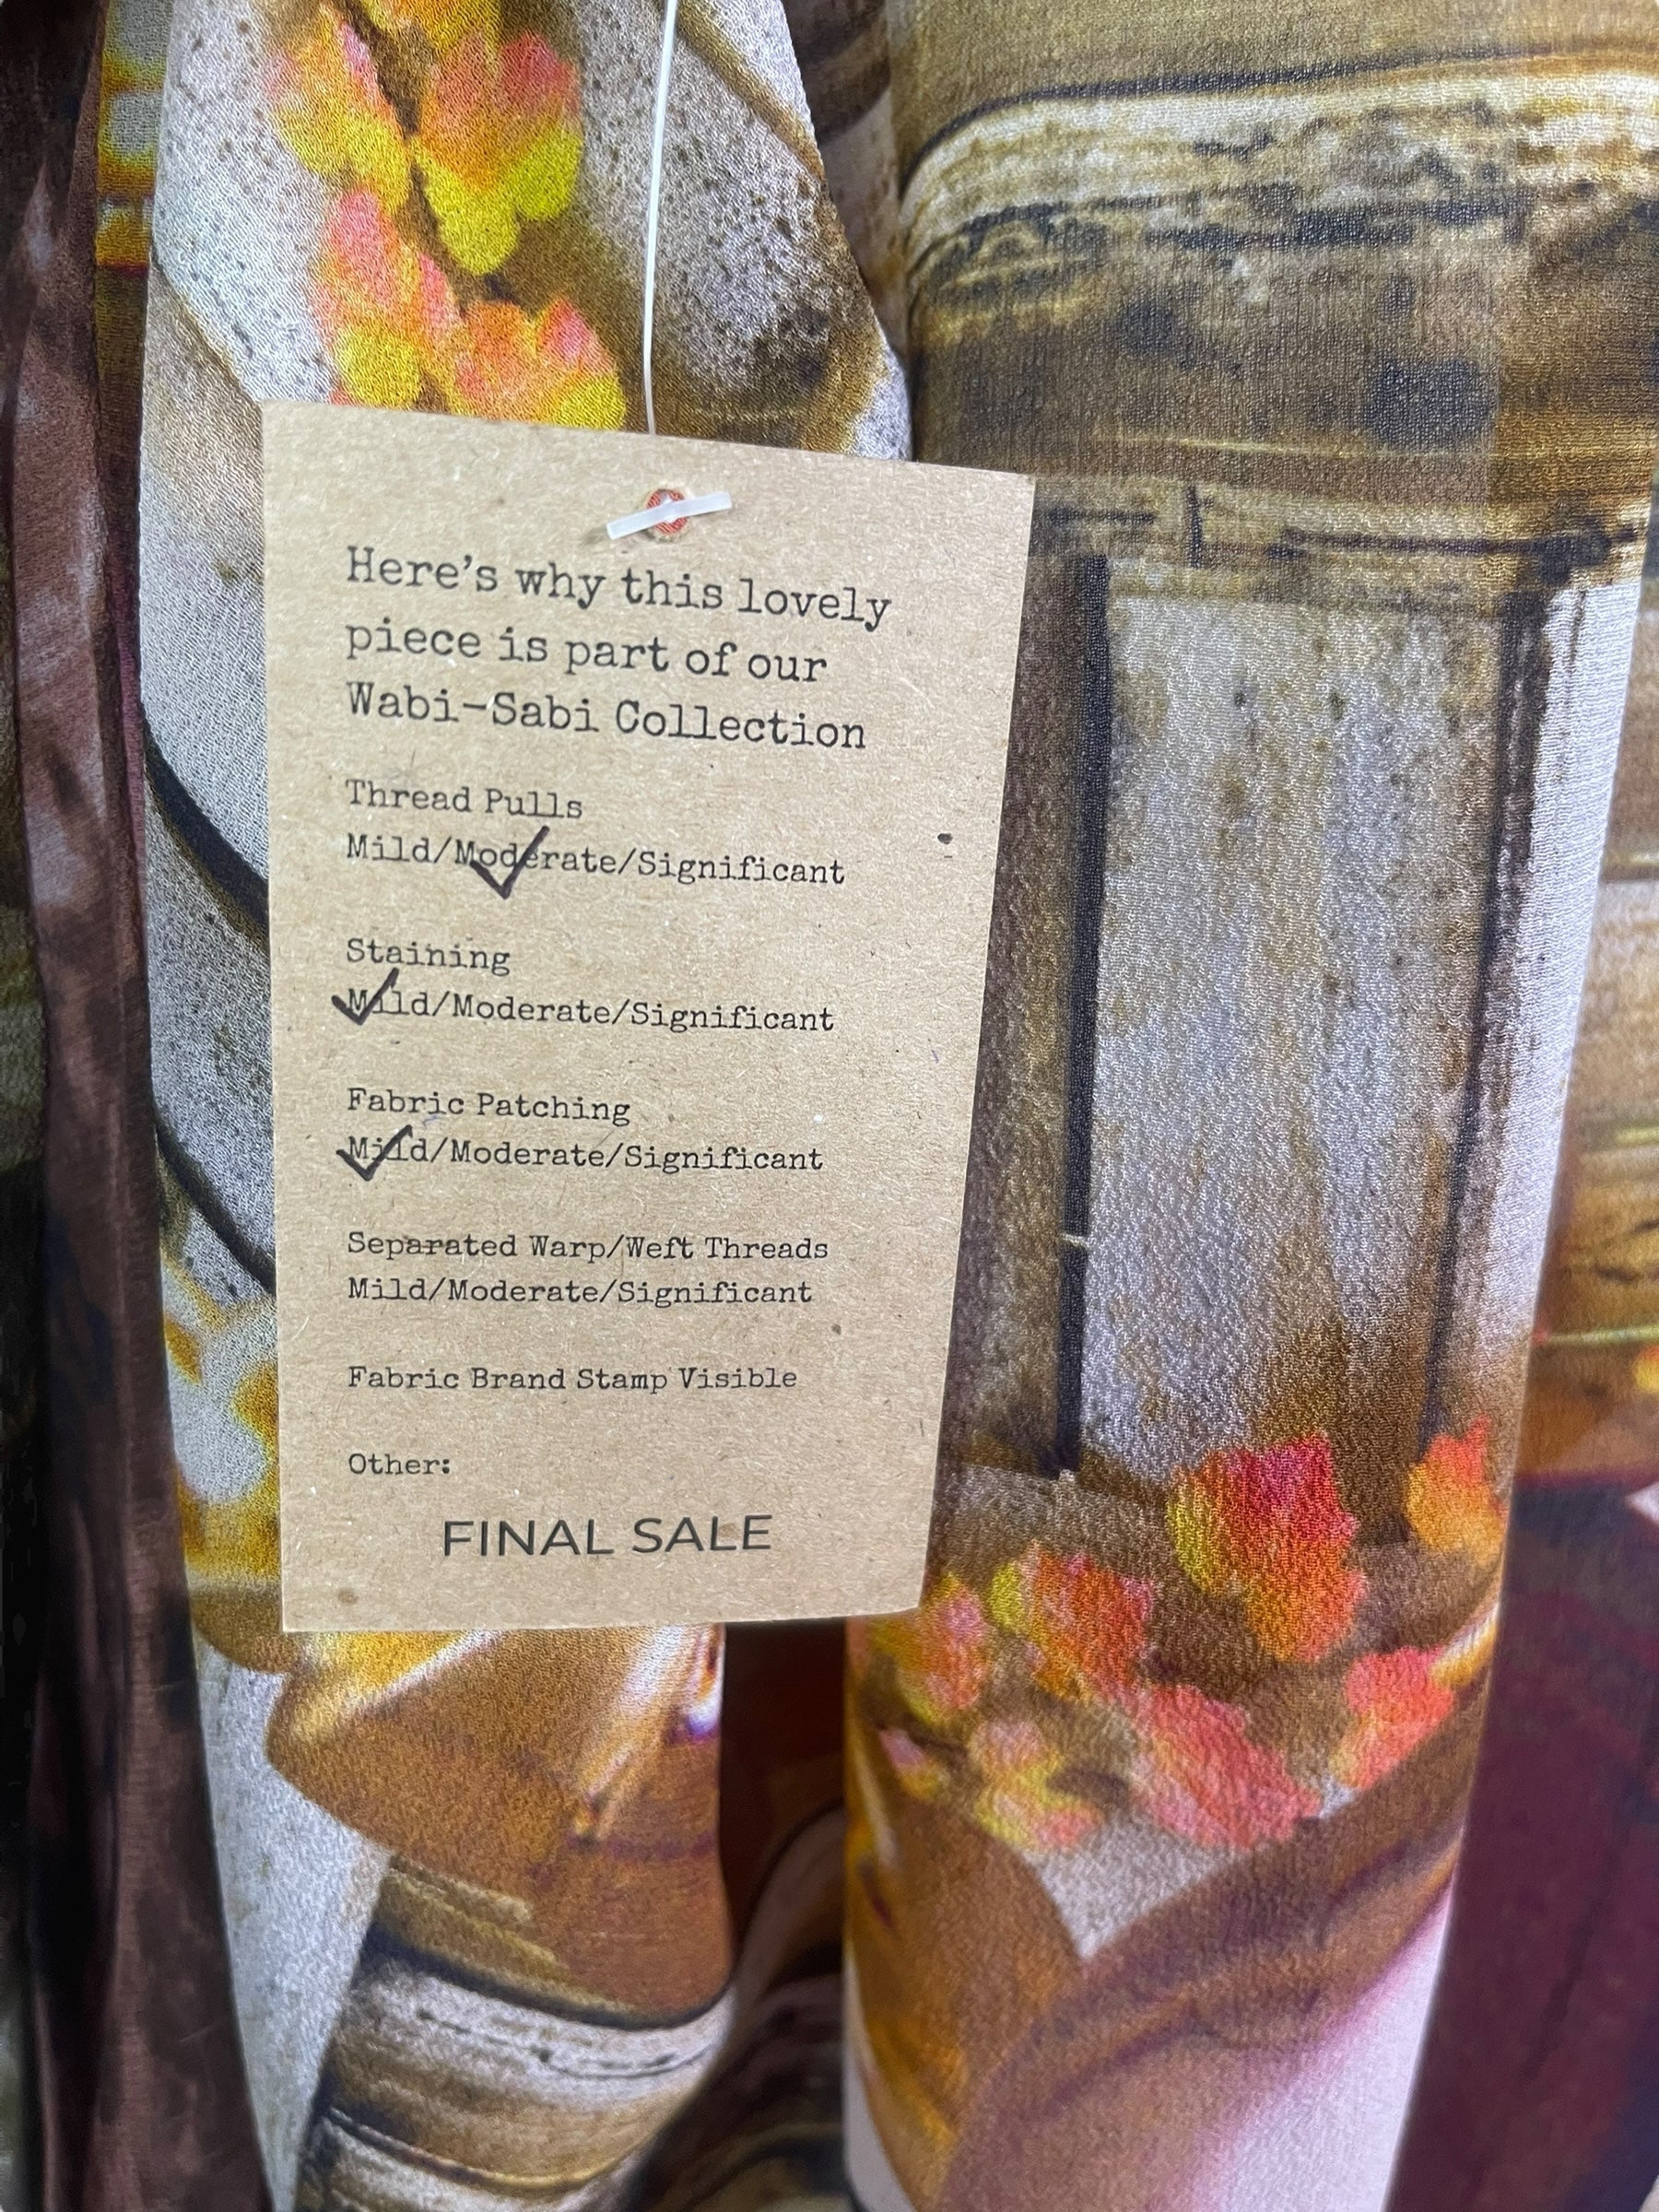 Here's why this lovely
piece is part of our
Wabi-Sabi Collection
Thread Pulls
Mild/Moderate/Significant
Staining
Mild/Moderate/Significant
Fabric Patching
Mild/Moderate/Significant
Separated Warp/Weft Threads
Mild/Moderate/Significant
Fabric Brand Stamp Visible
Other:
FINAL SALE